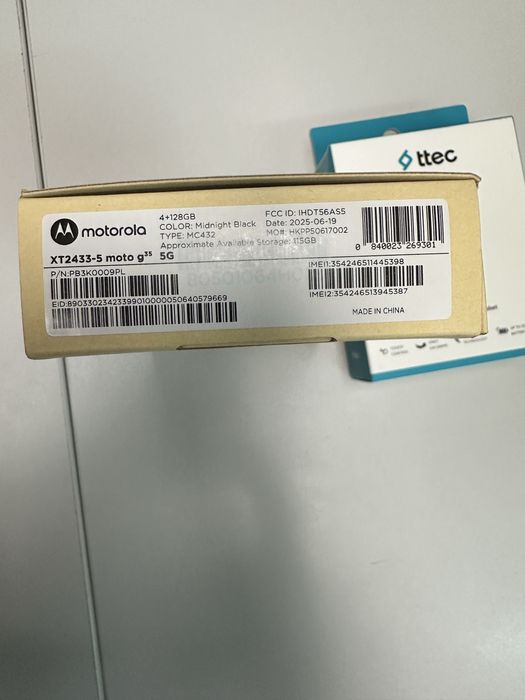 ttec
motorola
4+128GB
COLOR: Midnight Black
TYPE: MC432
Approximate Available Storage: 115GB
FCC ID: IHDT56AS5
Date: 2025-06-19
MO#: HKPP50617002
0 840023 269301
XT2433-5 moto g35 5G
P/N:PB3K0009PL
EID:89033023423399010000050640579669
IMEI1:354246511445398
IMEI2:354246513945387
MADE IN CHINA